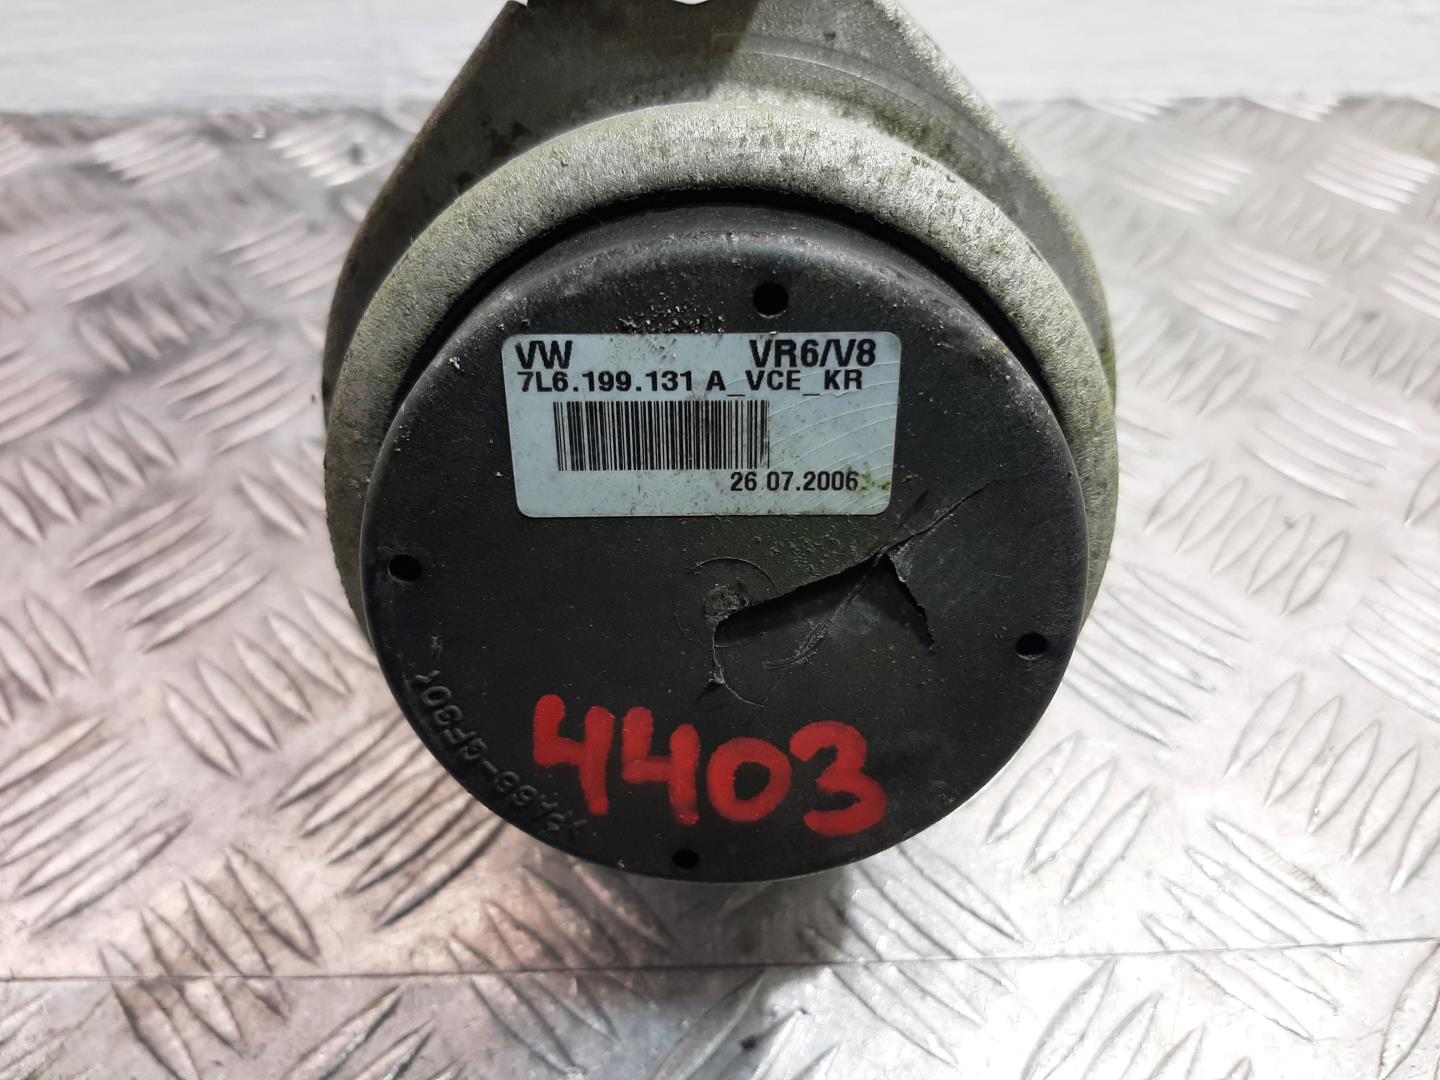 VW VR6/V8
7L6.199.131 A_VCE_KR
26.07.2006
4403